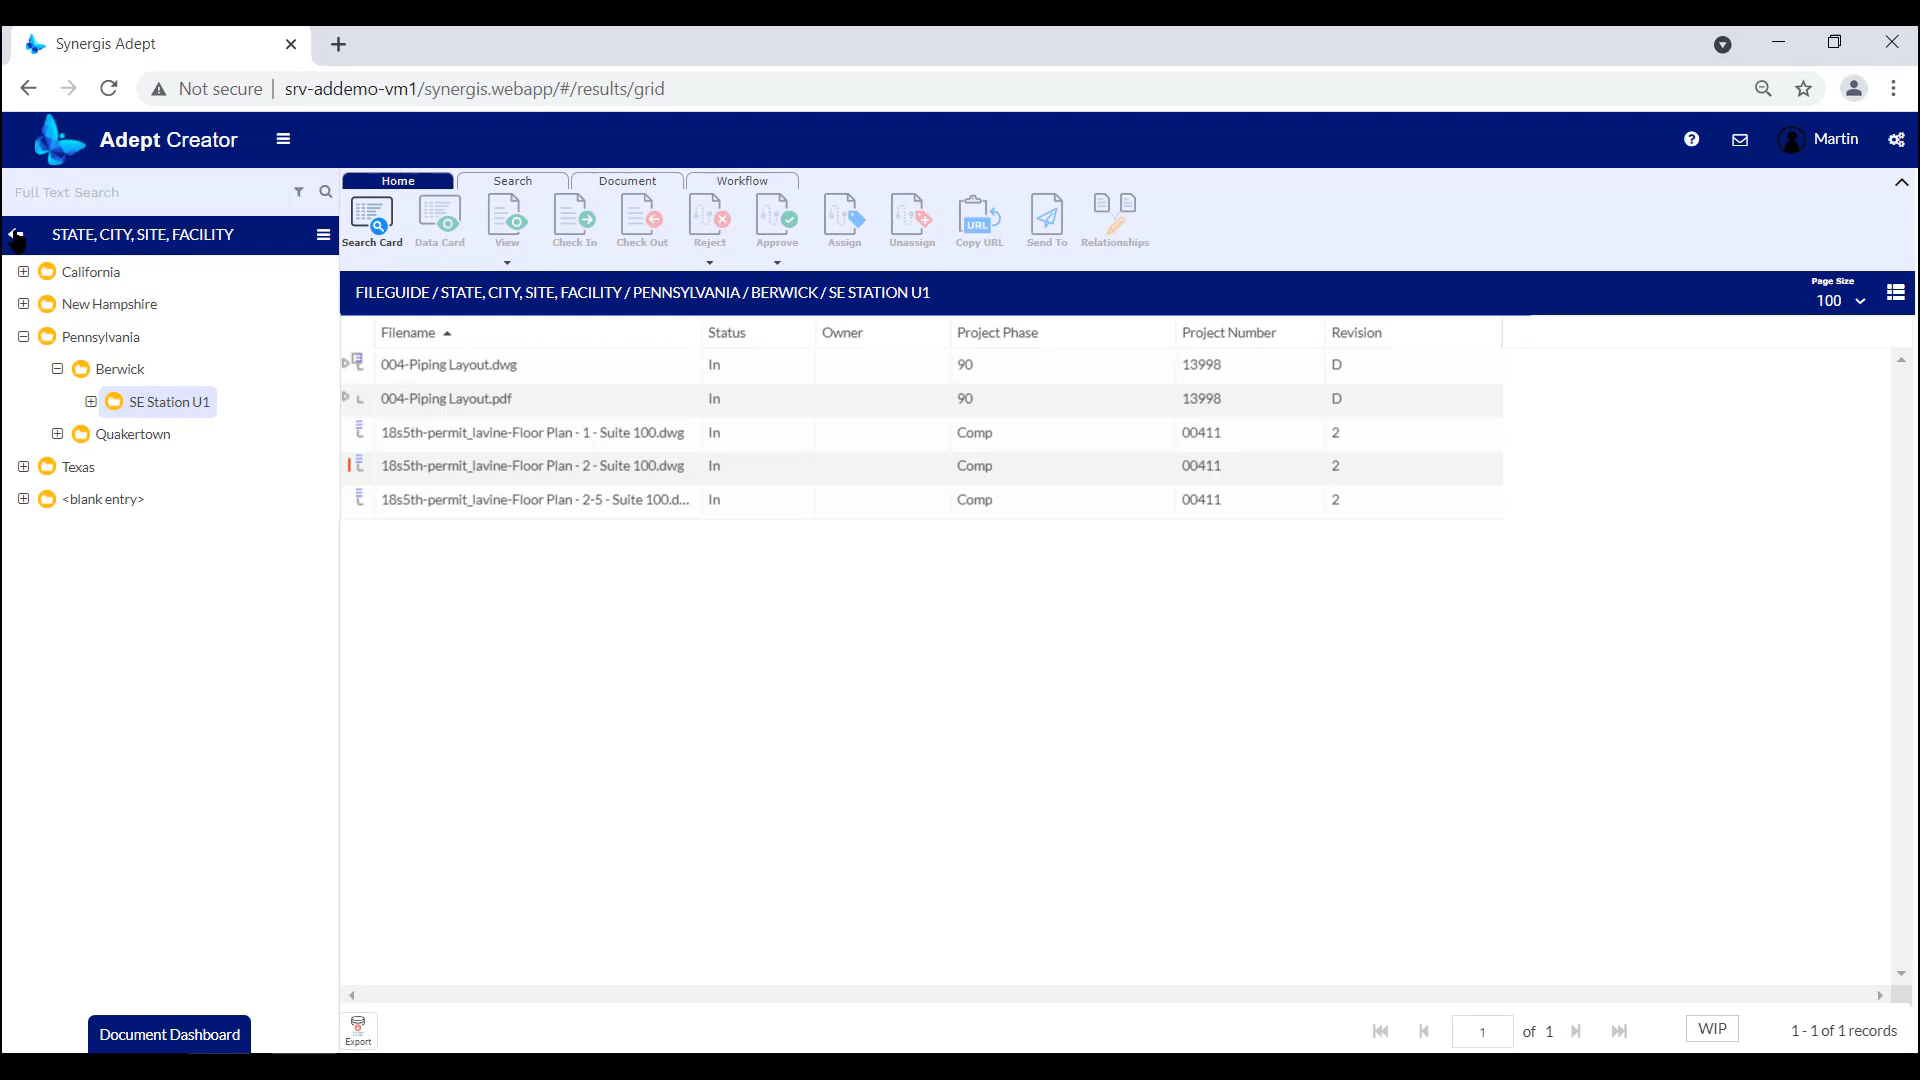 Synergis Adept
Not secure srv-addemo-vm1/synergis.webapp/#/results/grid
Adept Creator
Martin
Full Text Search
Home Search Document Workflow
Search Card Data Card View Check In Check Out Reject Approve Assign Unassign Copy URL Send To Relationships
URL
STATE, CITY, SITE, FACILITY
California
New Hampshire
Pennsylvania
Berwick
SE Station U1
Quakertown
Texas
<blank entry>
Document Dashboard
FILEGUIDE / STATE, CITY, SITE, FACILITY / PENNSYLVANIA / BERWICK / SE STATION U1
Page Size
100
Filename Status Owner Project Phase Project Number Revision
004-Piping Layout.dwg In 90 13998 D
004-Piping Layout.pdf In 90 13998 D
18s5th-permit_lavine-Floor Plan - 1 - Suite 100.dwg In Comp 00411 2
18s5th-permit_lavine-Floor Plan - 2 - Suite 100.dwg In Comp 00411 2
18s5th-permit_lavine-Floor Plan - 2-5 - Suite 100.d... In Comp 00411 2
Export
1 of 1 WIP 1 - 1 of 1 records